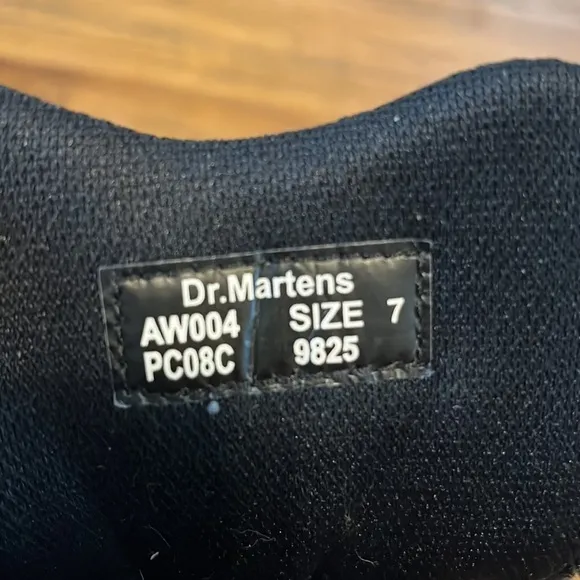 Dr.Martens
AW004 SIZE 7
PC08C 9825